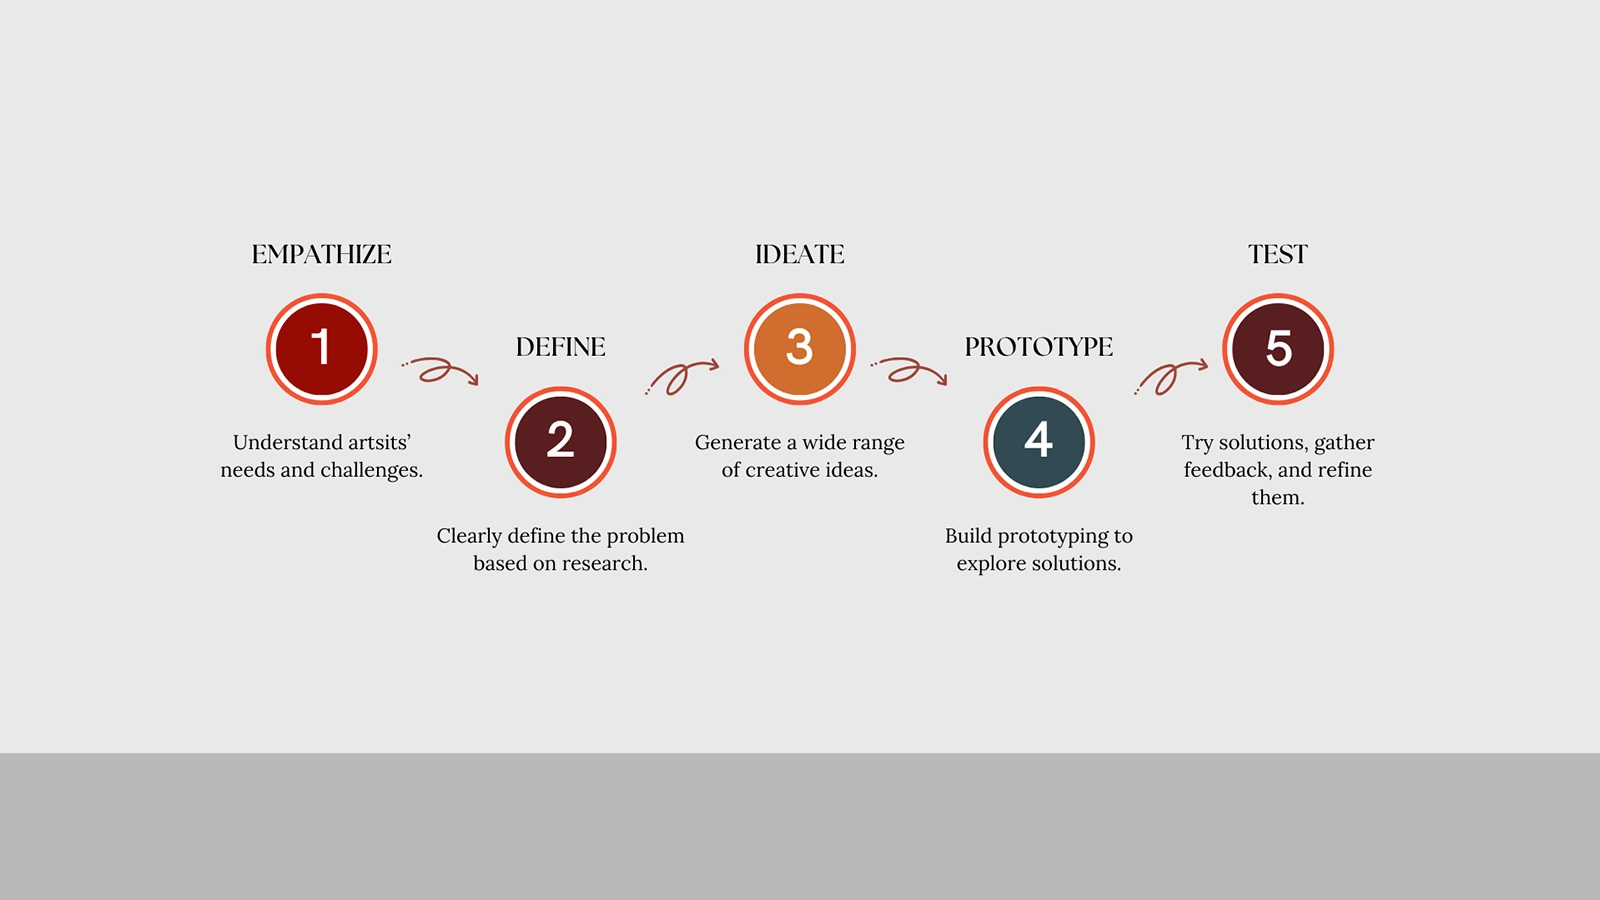 EMPATHIZE
1
Understand artsits’
needs and challenges.
DEFINE
2
Clearly define the problem
based on research.
IDEATE
3
Generate a wide range
of creative ideas.
PROTOTYPE
4
Build prototyping to
explore solutions.
TEST
5
Try solutions, gather
feedback, and refine
them.